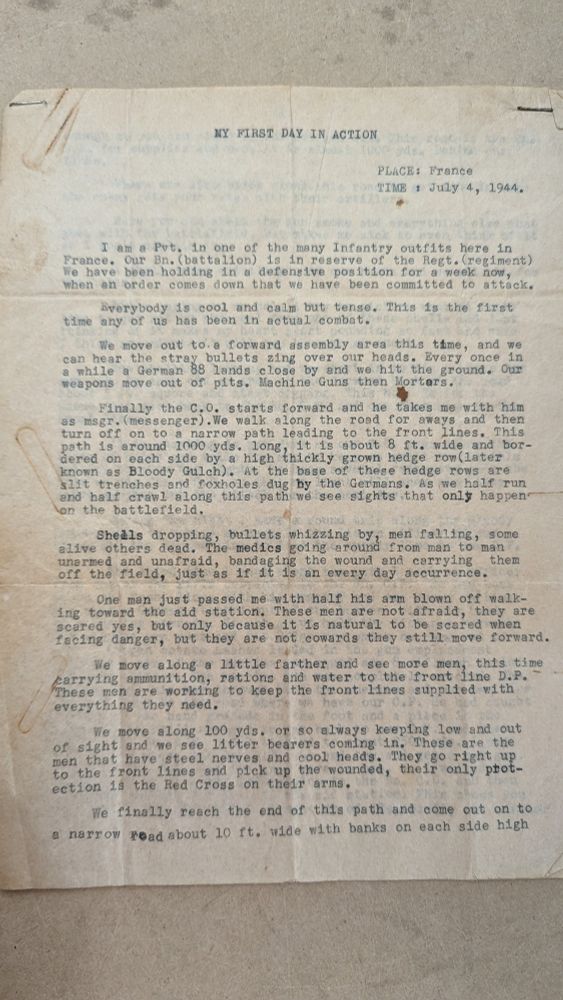 MY FIRST DAY IN ACTION
PLACE: France
TIME : July 4, 1944.
I am a Pvt. in one of the many Infantry outfits here in
France. Our Bn.(battalion) is in reserve of the Regt.(regiment)
We have been holding in a defensive position for a week now,
when an order comes down that we have been committed to attack.
Everybody is cool and calm but tense. This is the first
time any of us has been in actual combat.
We move out to a forward assembly area this time, and we
can hear the stray bullets zing over our heads. Every once in
a while a German 88 lands close by and we hit the ground. Our
weapons move out of pits. Machine Guns then Mortars.
Finally the C.O. starts forward and he takes me with him
as msgr.(messenger).We walk along the road for aways and then
turn off on to a narrow path leading to the front lines. This
path is around 1000 yds. long, it is about 8 ft. wide and bor-
dered on each side by a high thickly grown hedge row(later
known as Bloody Gulch). At the base of these hedge rows are
slit trenches and foxholes dug by the Germans. As we half run
and half crawl along this path we see sights that only happen
on the battlefield.
Shells dropping, bullets whizzing by, men falling, some
alive others dead. The medics going around from man to man
unarmed and unafraid, bandaging the wound and carrying them
off the field, just as if it is an every day accurrence.
One man just passed me with half his arm blown off walk-
ing toward the aid station. These men are not afraid, they are
scared yes, but only because it is natural to be scared when
facing danger, but they are not cowards they still move forward.
We move along a little farther and see more men, this time
carrying ammunition, rations and water to the front line D.P.
These men are working to keep the front lines supplied with
everything they need.
We move along 100 yds. or so always keeping low and out
of sight and we see litter bearers coming in. These are the
men that have steel nerves and cool heads. They go right up
to the front lines and pick up the wounded, their only prot-
ection is the Red Cross on their arms.
We finally reach the end of this path and come out on to
a narrow road about 10 ft. wide with banks on each side high